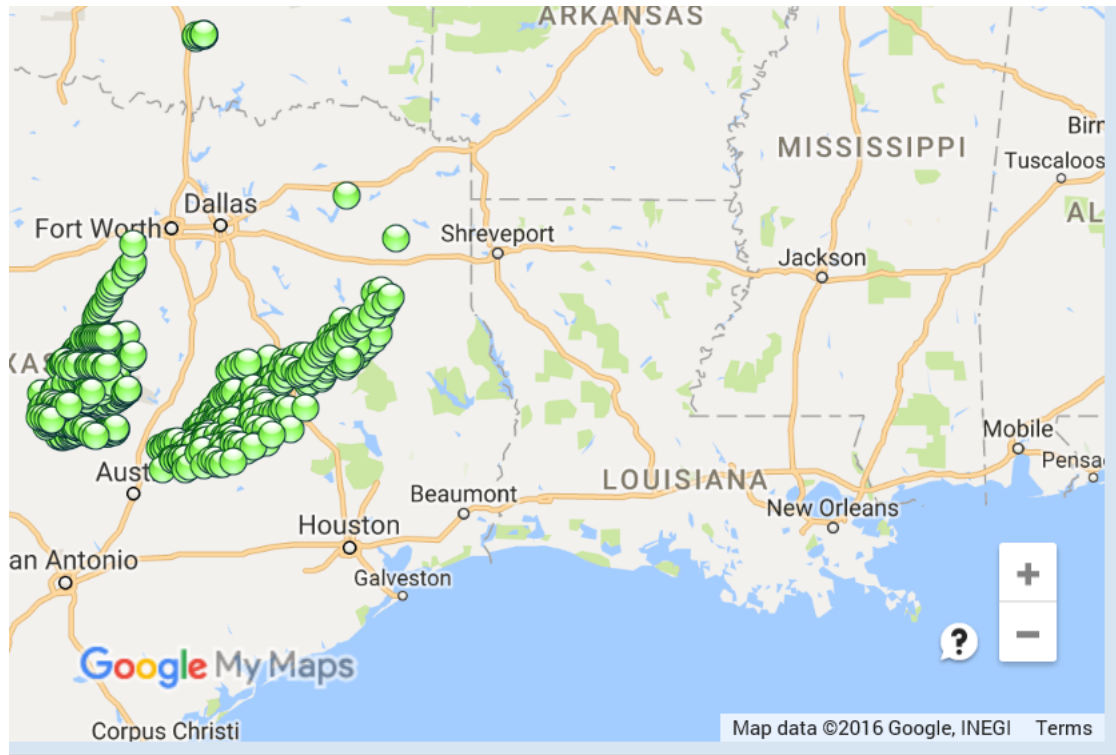 ARKANSAS
MISSISSIPPI
Birr
Tuscaloos
Dallas
Fort Worth
AL
Shreveport
Jackson
XAS
Mobile
Pensa
Aust
LOUISIANA
Beaumont
New Orleans
Houston
an Antonio
Galveston
+
−
?
Google My Maps
Corpus Christi
Map data ©2016 Google, INEGI Terms